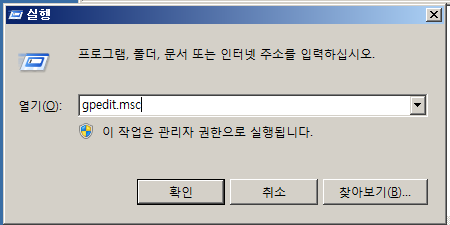 실행
프로그램, 폴더, 문서 또는 인터넷 주소를 입력하십시오.
열기(O): gpedit.msc
이 작업은 관리자 권한으로 실행됩니다.
확인 취소 찾아보기(B)...